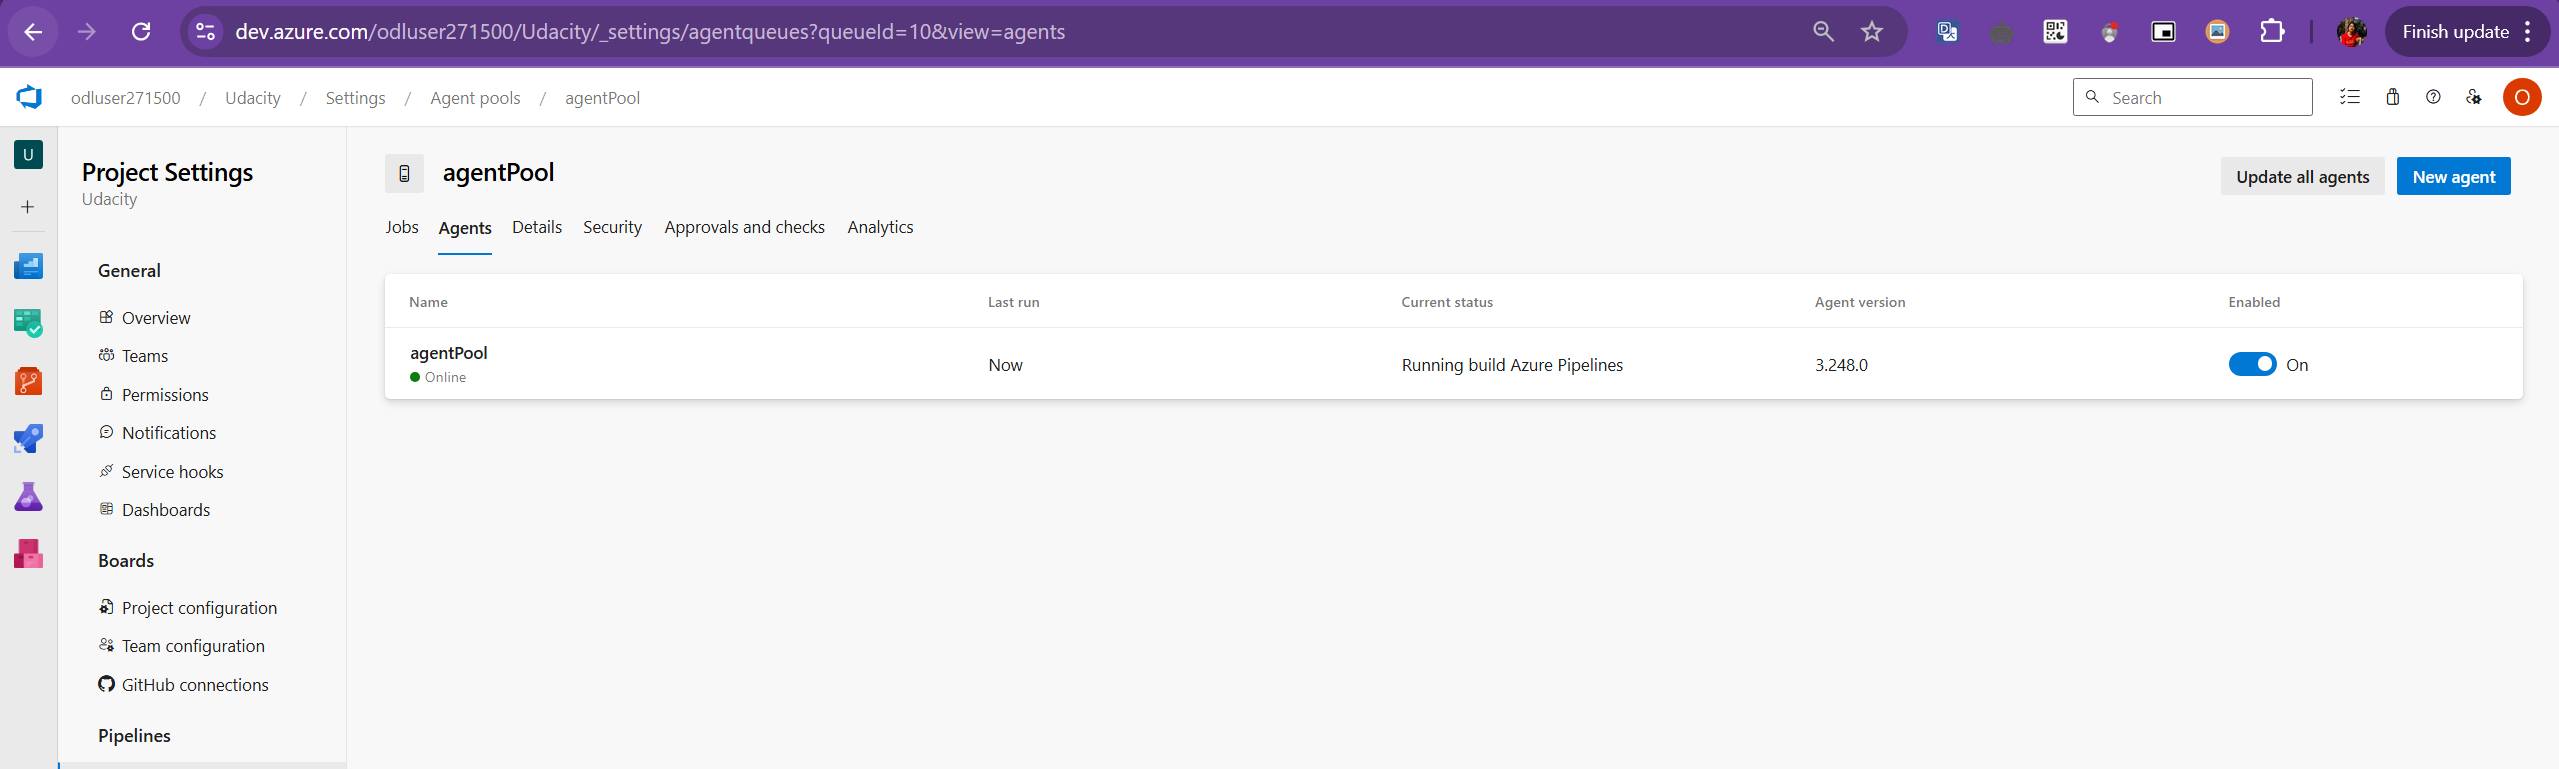 dev.azure.com/odluser271500/Udacity/_settings/agentqueues?queueId=10&view=agents
Finish update
odluser271500 / Udacity / Settings / Agent pools / agentPool
Search
O
U
Project Settings
Udacity
General
Overview
Teams
Permissions
Notifications
Service hooks
Dashboards
Boards
Project configuration
Team configuration
GitHub connections
Pipelines
agentPool
Update all agents
New agent
Jobs Agents Details Security Approvals and checks Analytics
Name Last run Current status Agent version Enabled
agentPool
Online
Now
Running build Azure Pipelines
3.248.0
On